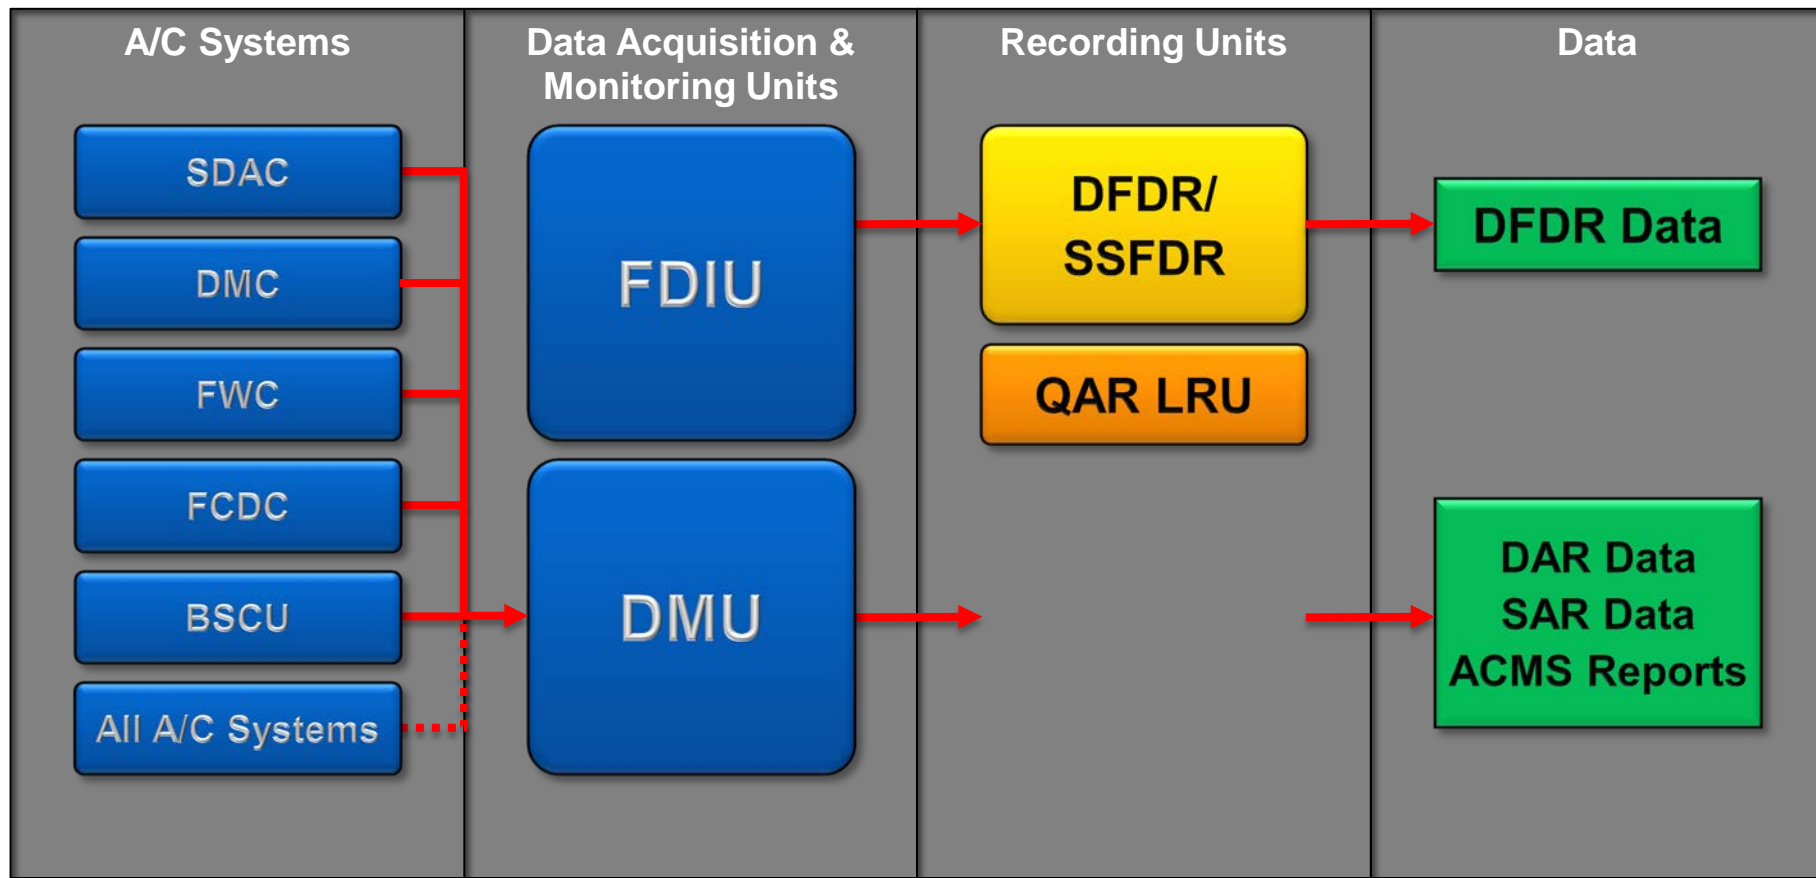 A/C Systems
Data Acquisition &
Monitoring Units
Recording Units
Data
SDAC
DMC
FWC
FCDC
BSCU
All A/C Systems
FDIU
DMU
DFDR/
SSFDR
QAR LRU
DFDR Data
DAR Data
SAR Data
ACMS Reports